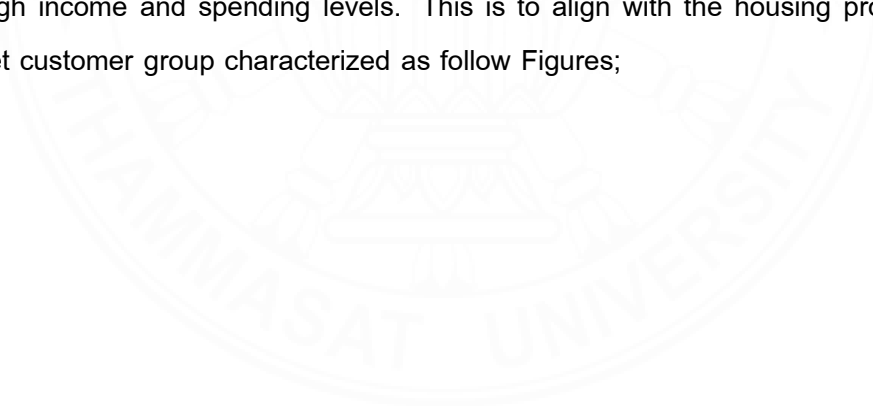 gh income and spending levels. This is to align with the housing pro
et customer group characterized as follow Figures;
THAMMASAT UNIVERSITY